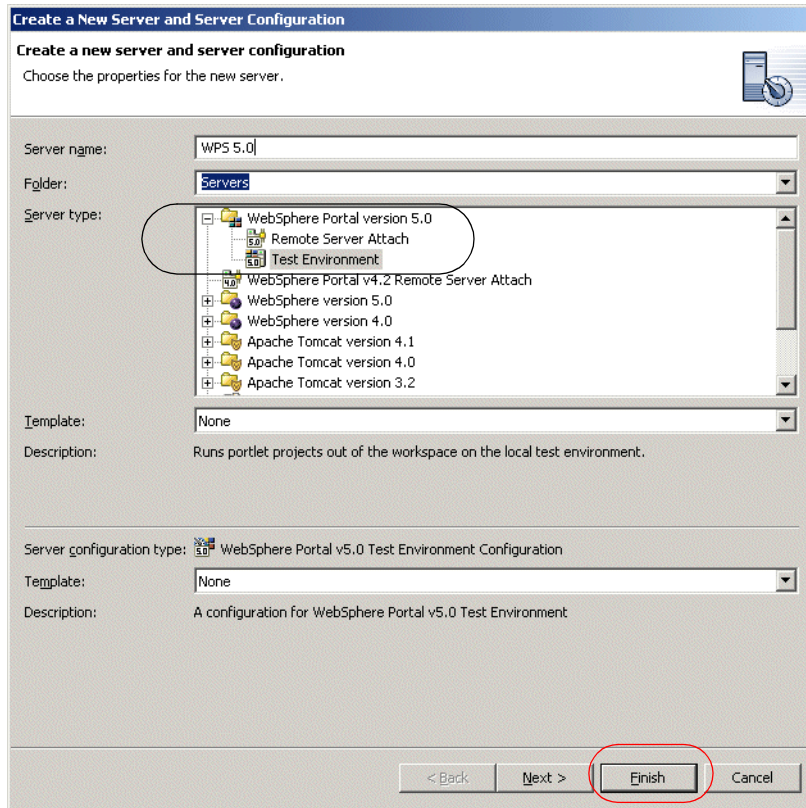 Create a New Server and Server Configuration
Create a new server and server configuration
Choose the properties for the new server.
Server name: WPS 5.0
Folder: Servers
Server type: WebSphere Portal version 5.0
5.0 Remote Server Attach
5.0 Test Environment
4.0 WebSphere Portal v4.2 Remote Server Attach
WebSphere version 5.0
WebSphere version 4.0
Apache Tomcat version 4.1
Apache Tomcat version 4.0
Apache Tomcat version 3.2
Template: None
Description: Runs portlet projects out of the workspace on the local test environment.
Server configuration type: 5.0 WebSphere Portal v5.0 Test Environment Configuration
Template: None
Description: A configuration for WebSphere Portal v5.0 Test Environment
< Back Next > Finish Cancel